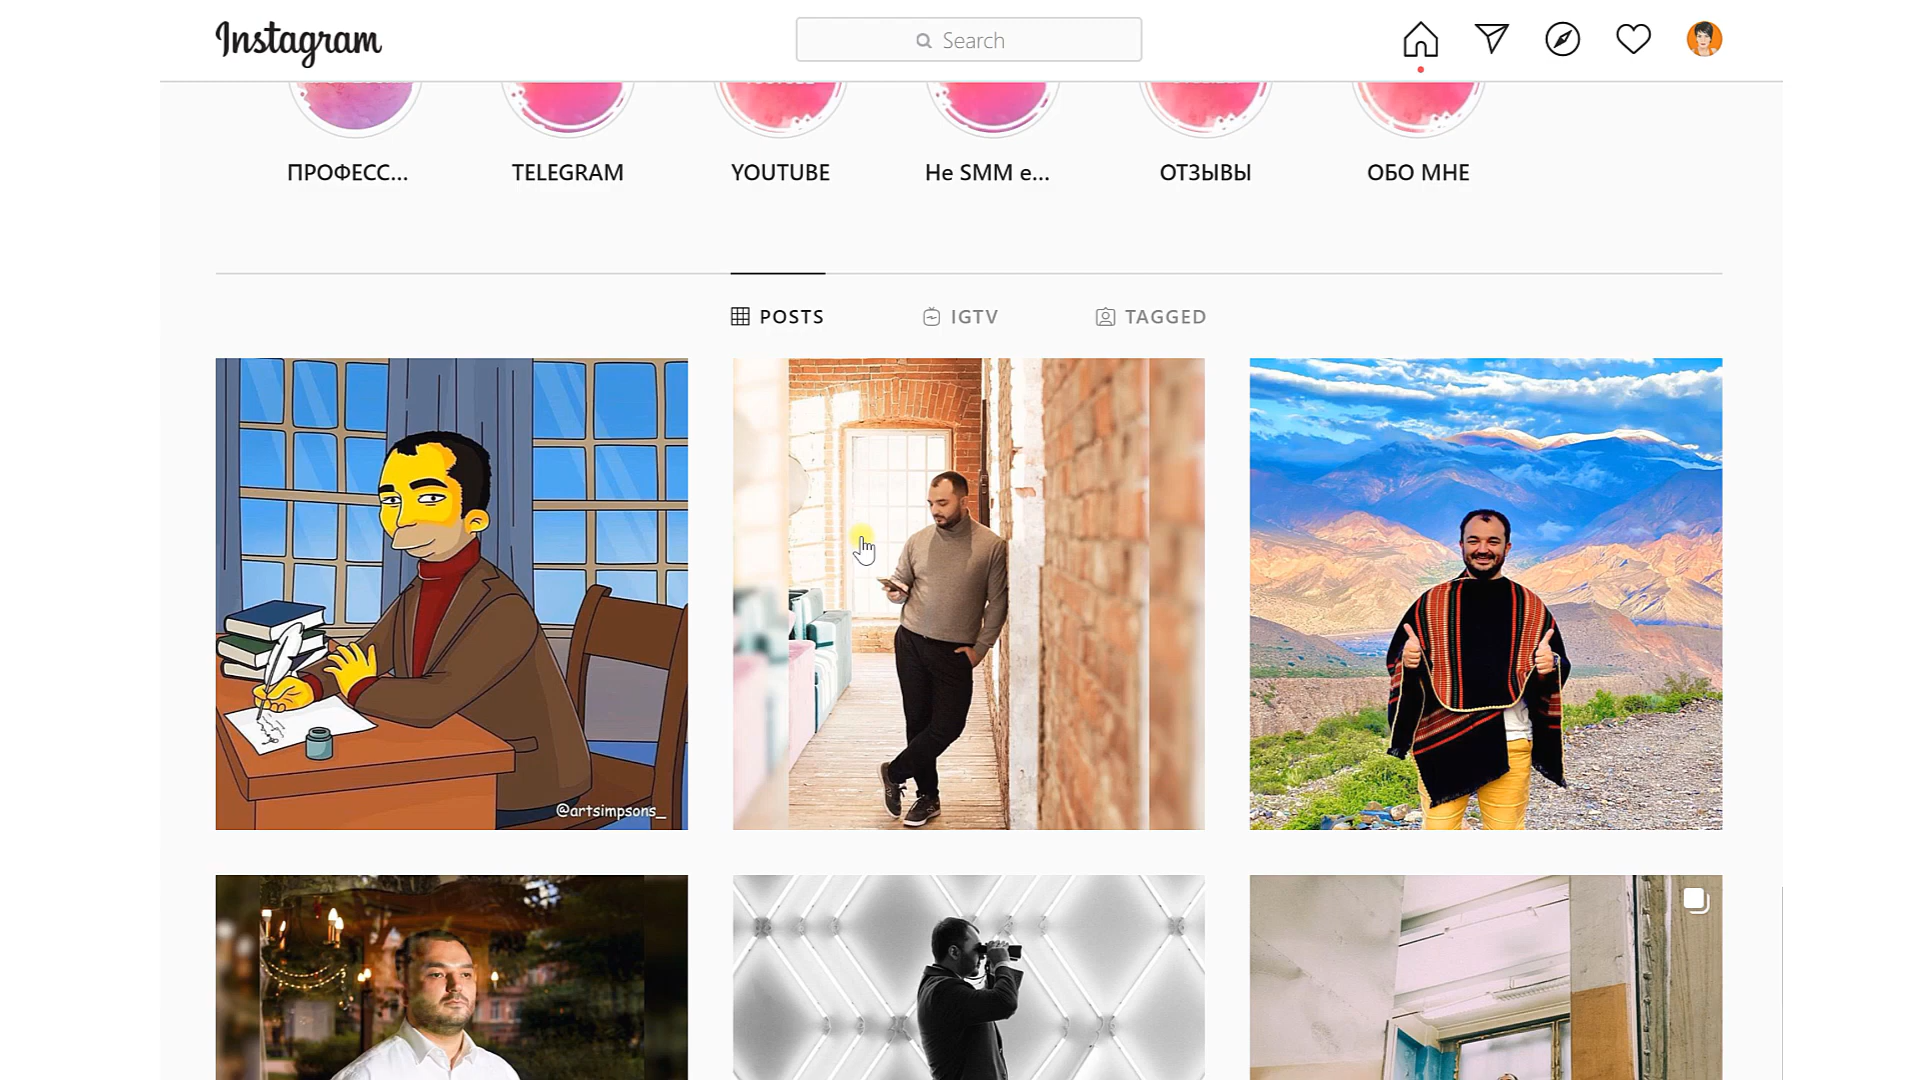 Instagram
Search
ПРОФЕСС...
TELEGRAM
YOUTUBE
Не SMM е...
ОТЗЫВЫ
ОБО МНЕ
POSTS
IGTV
TAGGED
@artsimpsons_